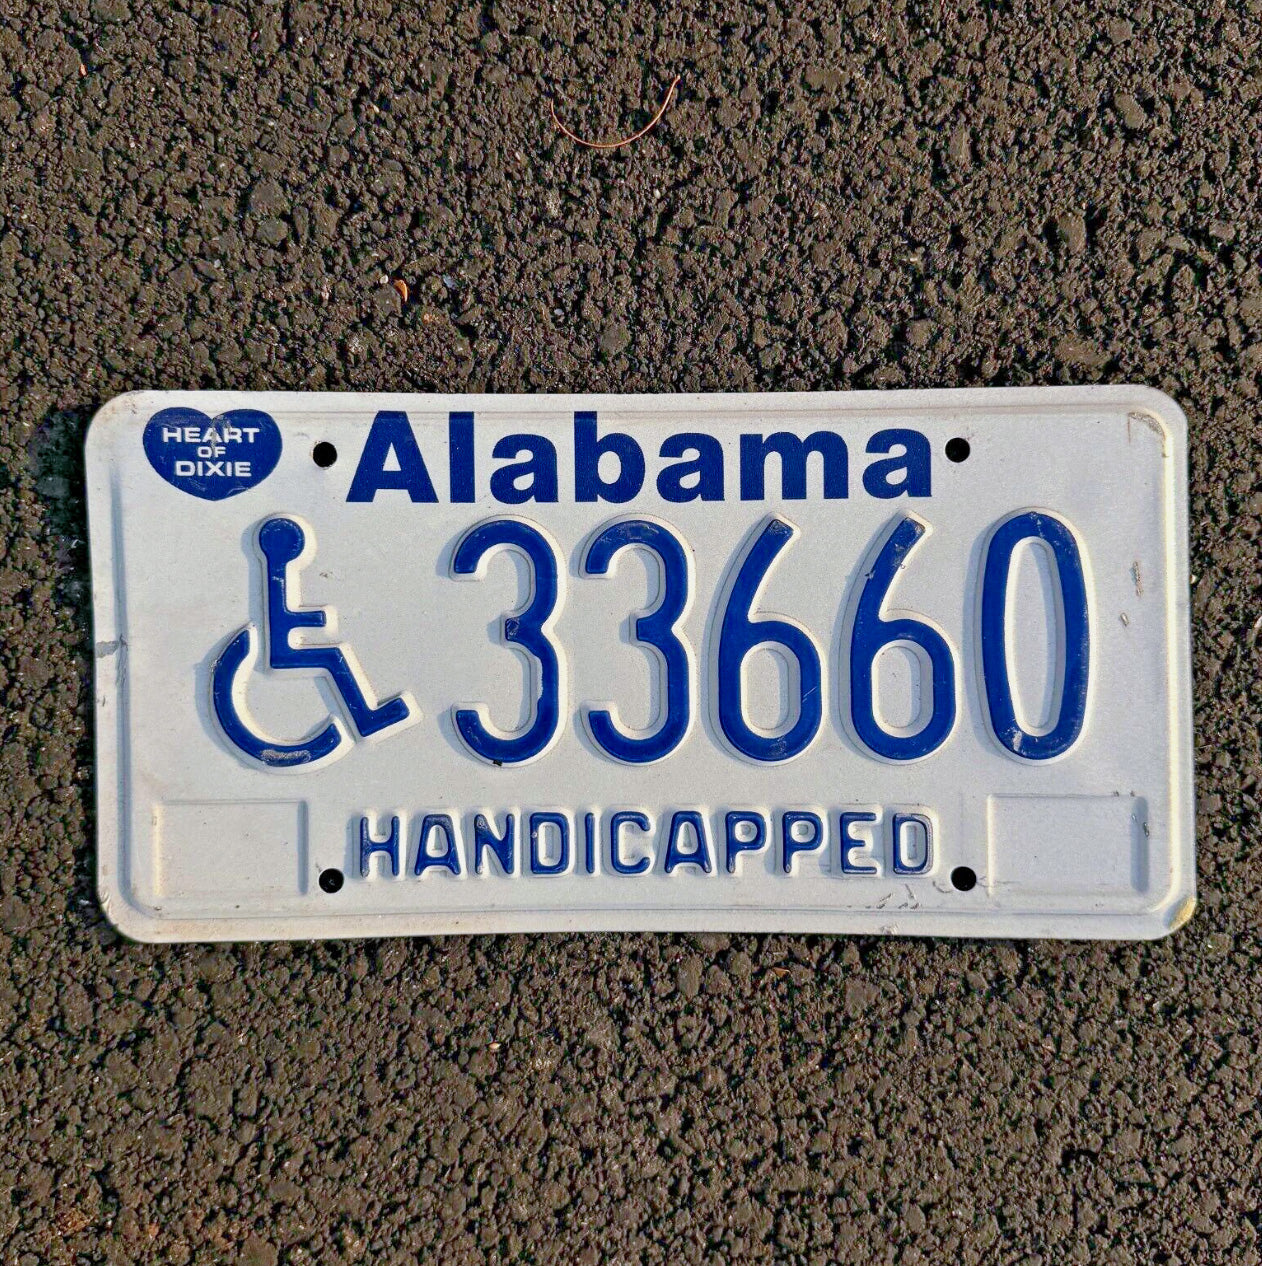 HEART
OF
DIXIE
Alabama
33660
HANDICAPPED